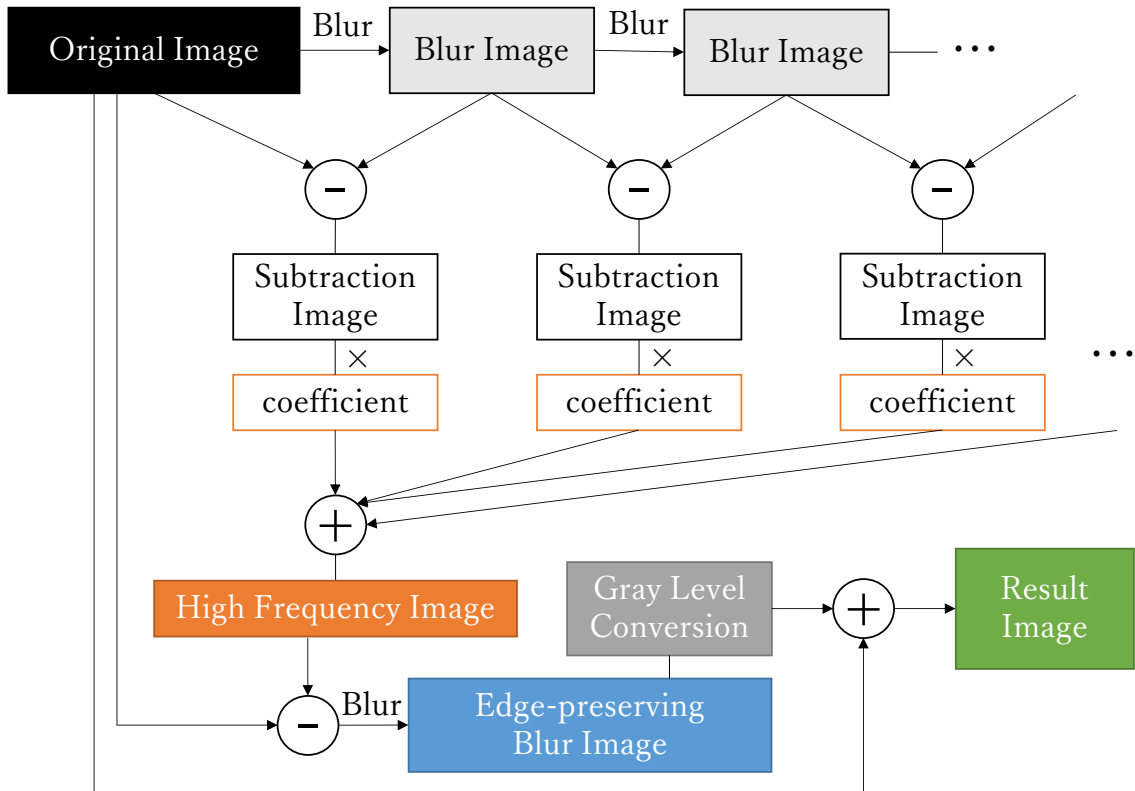 Original Image
Blur
Blur Image
Blur
Blur Image
...
−
−
−
Subtraction
Image
Subtraction
Image
Subtraction
Image
×
×
×
...
coefficient
coefficient
coefficient
+
High Frequency Image
Gray Level
Conversion
+
Result
Image
−
Blur
Edge-preserving
Blur Image